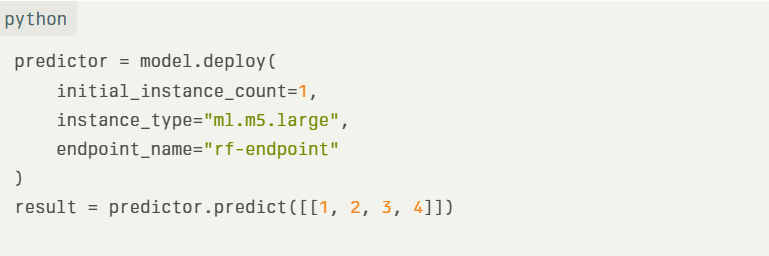 python
predictor = model.deploy(
    initial_instance_count=1,
    instance_type="ml.m5.large",
    endpoint_name="rf-endpoint"
)
result = predictor.predict([[1, 2, 3, 4]])